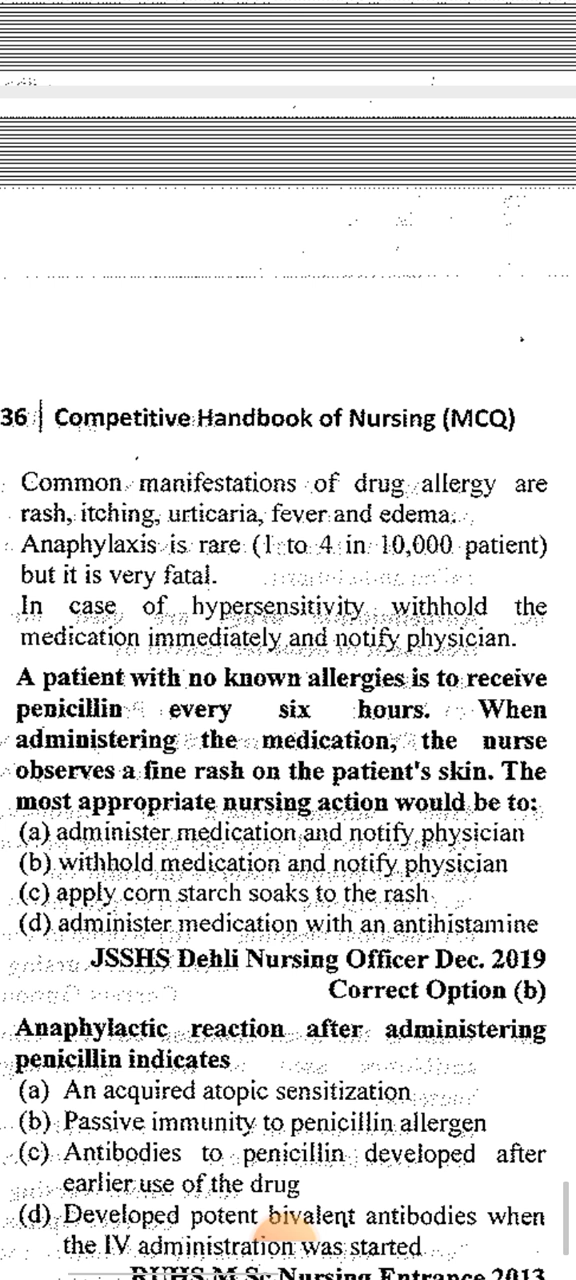 36 | Competitive Handbook of Nursing (MCQ)
Common manifestations of drug allergy are
rash, itching, urticaria, fever and edema.
Anaphylaxis is rare (1 to 4 in 10,000 patient)
but it is very fatal.
In case of hypersensitivity withhold the
medication immediately and notify physician.
A patient with no known allergies is to receive
penicillin every six hours. When
administering the medication, the nurse
observes a fine rash on the patient's skin. The
most appropriate nursing action would be to:
(a) administer medication and notify physician
(b) withhold medication and notify physician
(c) apply corn starch soaks to the rash
(d) administer medication with an antihistamine
JSSHS Dehli Nursing Officer Dec. 2019
Correct Option (b)
Anaphylactic reaction after administering
penicillin indicates
(a) An acquired atopic sensitization
(b) Passive immunity to penicillin allergen
(c) Antibodies to penicillin developed after
earlier use of the drug
(d) Developed potent bivalent antibodies when
the IV administration was started
RUHS M.Sc Nursing Entrance 2013